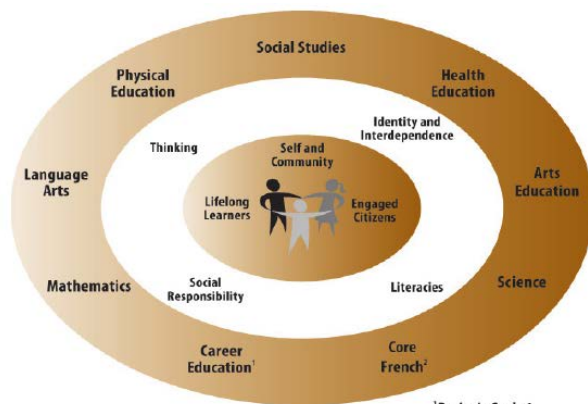 Social Studies
Physical
Education
Health
Education
Identity and
Interdependence
Thinking
Self and
Community
Language
Arts
Lifelong
Learners
Engaged
Citizens
Arts
Education
Mathematics
Social
Responsibility
Literacies
Science
Career
Education¹
Core
French²